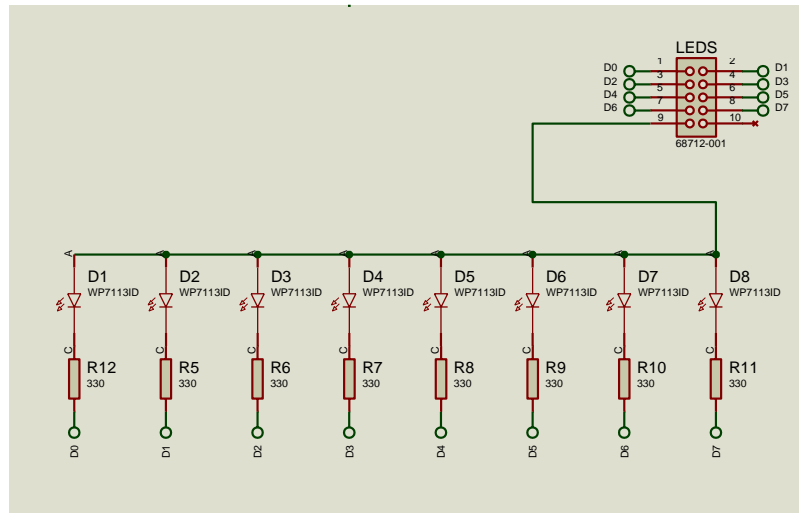 LEDS
D0 1 2 D1
D2 3 4 D3
D4 5 6 D5
D6 7 8 D7
9 10
68712-001
A A A A A A A A
D1 D2 D3 D4 D5 D6 D7 D8
WP7113ID WP7113ID WP7113ID WP7113ID WP7113ID WP7113ID WP7113ID WP7113ID
C C C C C C C C
R12 R5 R6 R7 R8 R9 R10 R11
330 330 330 330 330 330 330 330
D0 D1 D2 D3 D4 D5 D6 D7